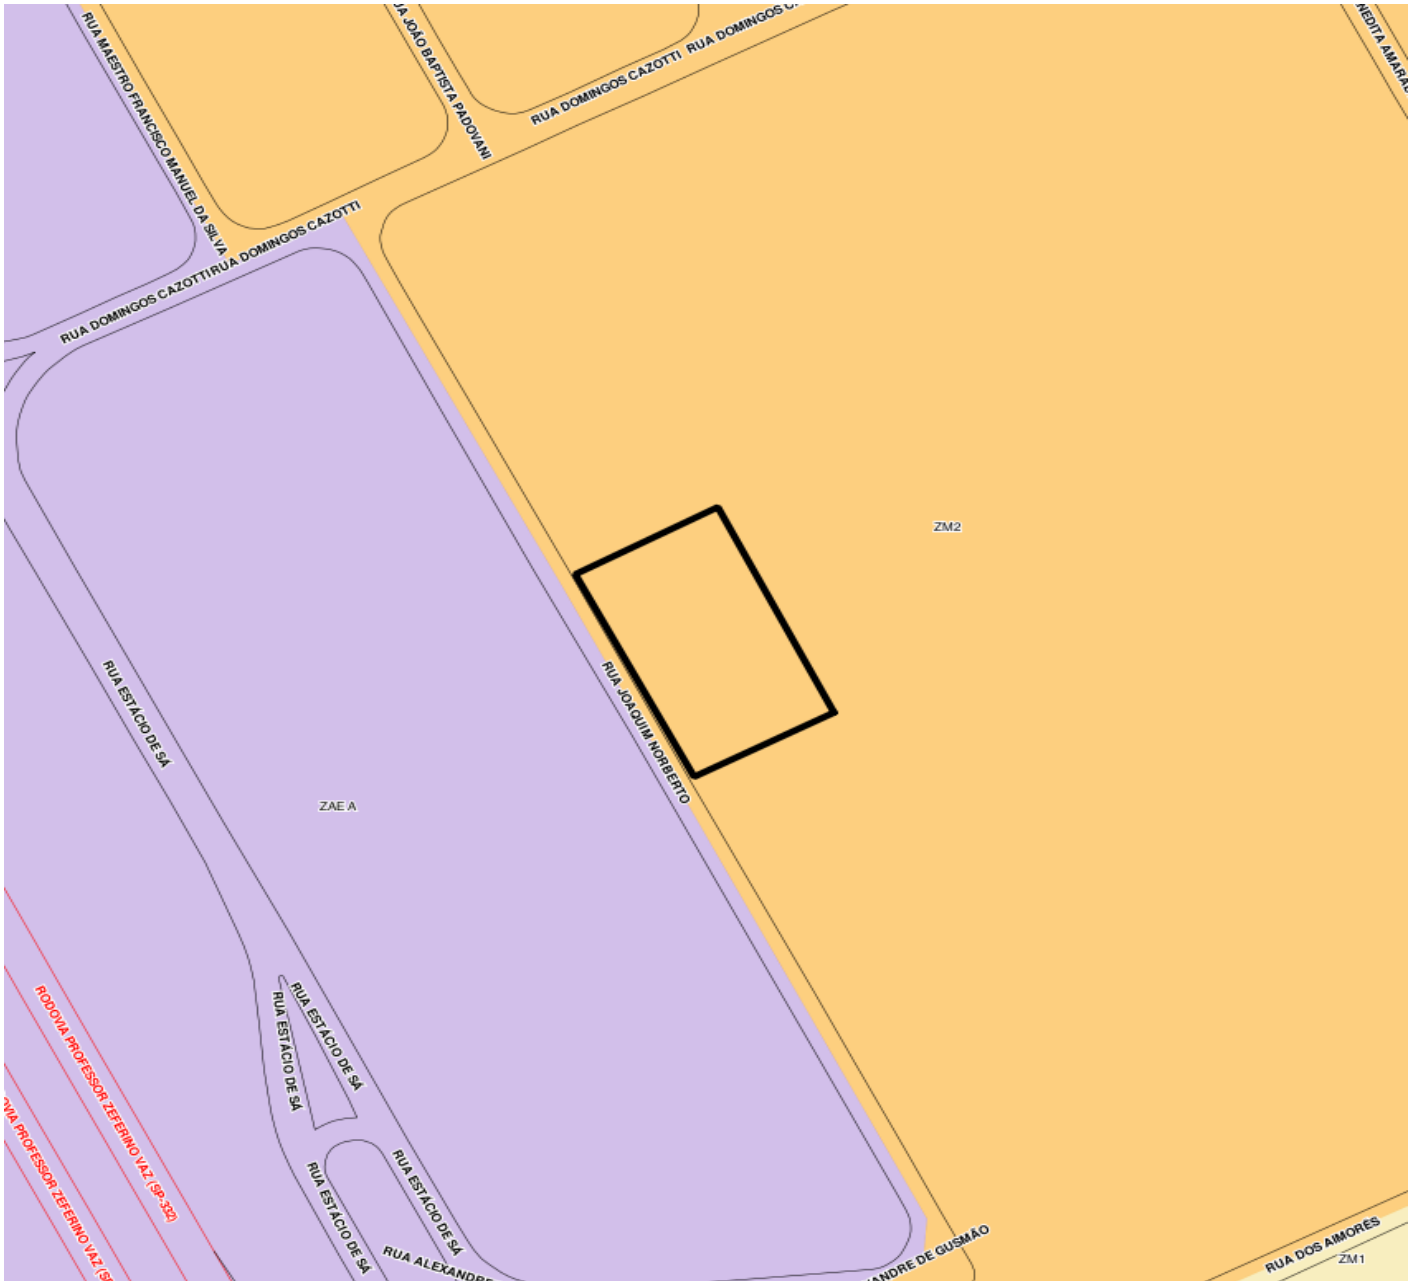 RUA MAESTRO FRANCISCO MANUEL DA SILVA
JOÃO BAPTISTA PADOVANI
RUA DOMINGOS CAZOTTI
RUA DOMINGOS
AMARAL
RUA DOMINGOS CAZOTTI
RUA DOMINGOS CAZOTTI
ZM2
RUA JOAQUIM NORBERTO
RUA ESTÁCIO DE SÁ
ZAE A
RUA ESTÁCIO DE SÁ
RUA ESTÁCIO DE SÁ
RODOVIA PROFESSOR ZEFERINO VAZ (SP-332)
PROFESSOR ZEFERINO VAZ
RUA ESTÁCIO DE SÁ
RUA ESTÁCIO DE SÁ
RUA ALEXANDRE
DE GUSMÃO
RUA DOS AIMORÉS
ZM1